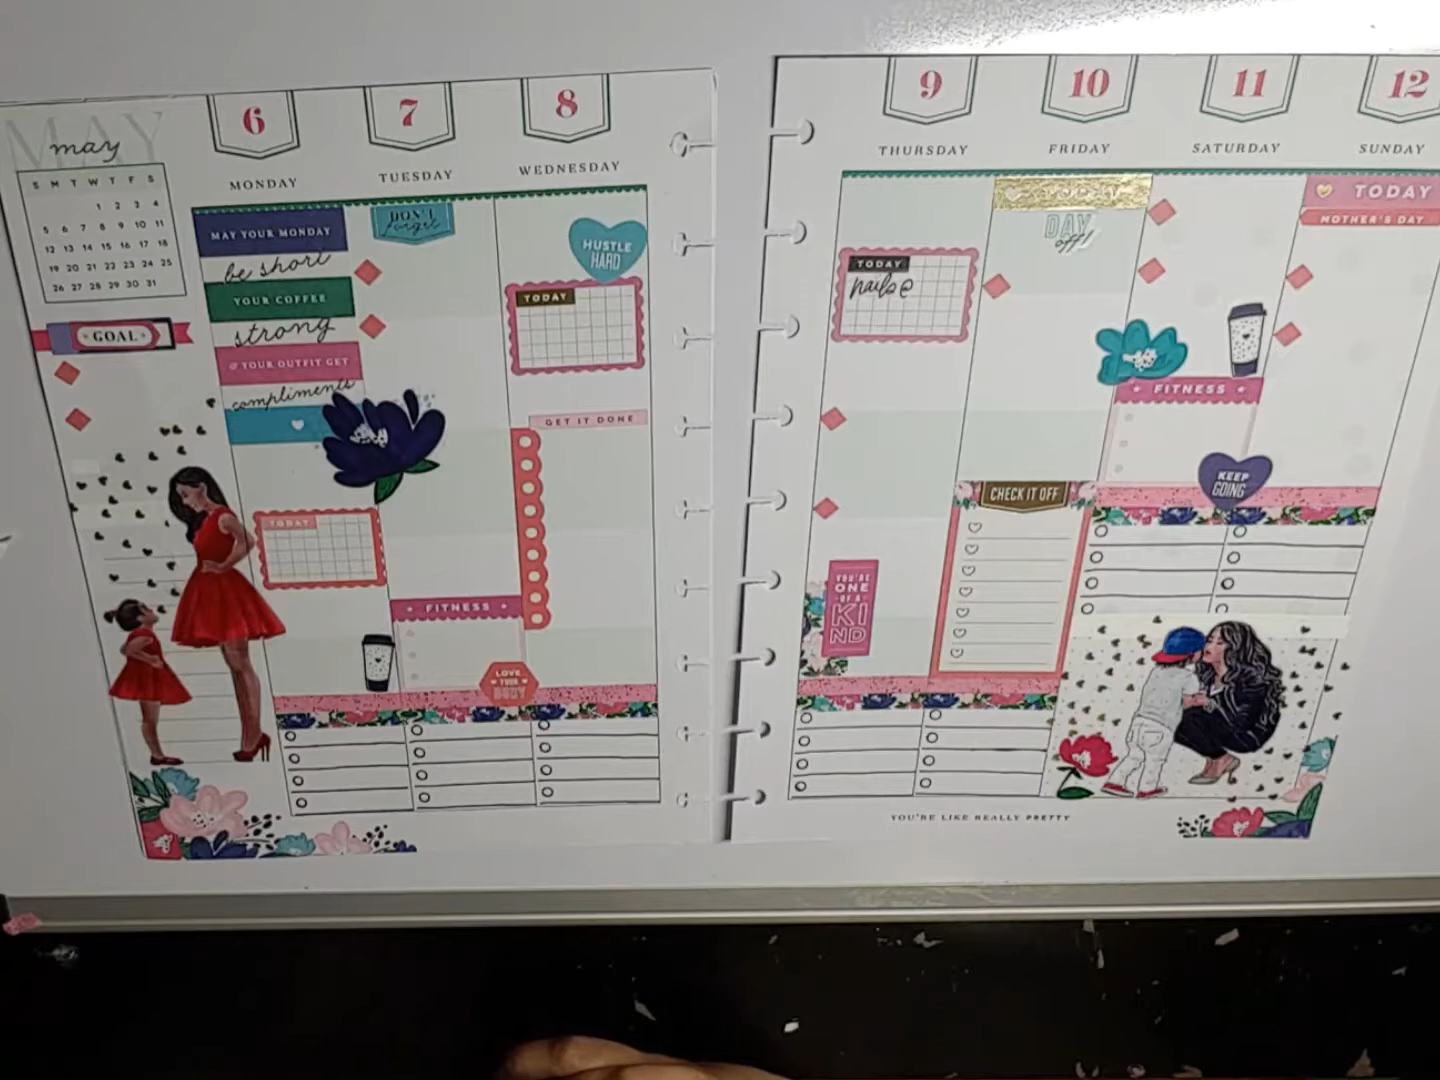 MAY
may
S M T W T F S
1 2 3 4
5 6 7 8 9 10 11
12 13 14 15 16 17 18
19 20 21 22 23 24 25
26 27 28 29 30 31
GOAL
6
MONDAY
MAY YOUR MONDAY
be short
YOUR COFFEE
strong
@ YOUR OUTFIT GET
compliments
TODAY
7
TUESDAY
DON'T
forget
FITNESS
LOVE
YOUR
BODY
8
WEDNESDAY
HUSTLE
HARD
TODAY
GET IT DONE
9
THURSDAY
TODAY
nails@
YOU'RE
ONE
OF A
KI
ND
10
FRIDAY
TODAY
DAY
off!
CHECK IT OFF
11
SATURDAY
FITNESS
KEEP
GOING
12
SUNDAY
TODAY
MOTHER'S DAY
YOU'RE LIKE REALLY PRETTY